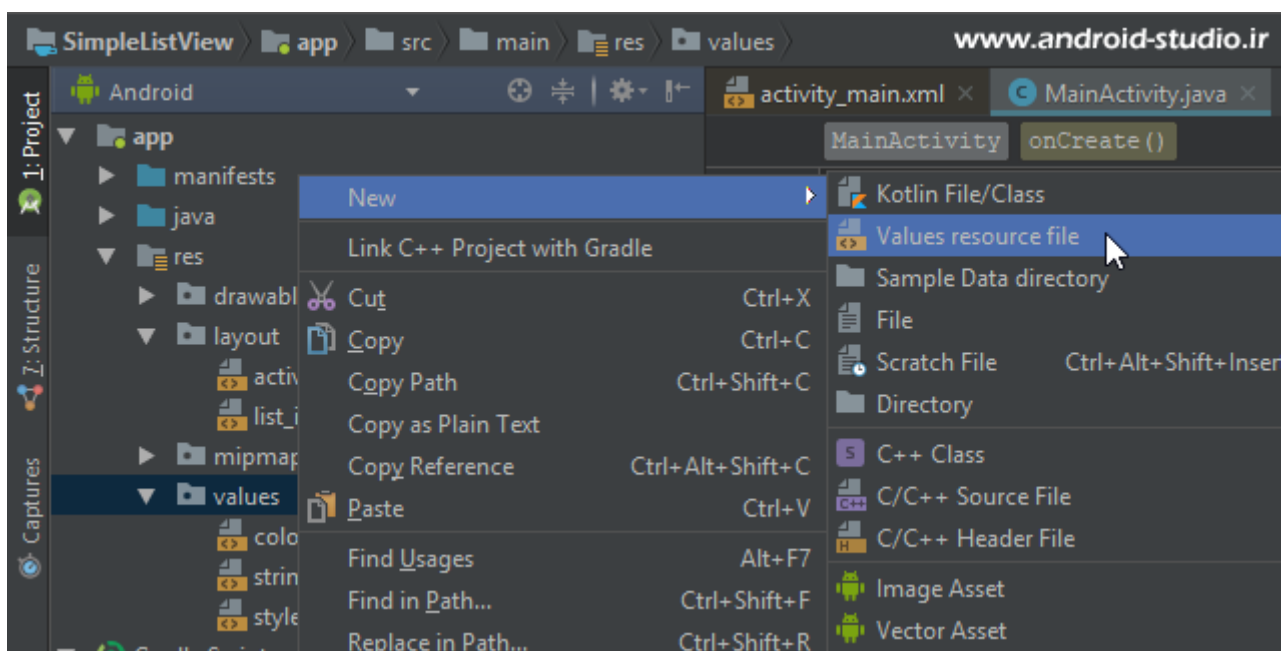 SimpleListView app src main res values
www.android-studio.ir
1: Project
7: Structure
Captures
Android
app
manifests
java
res
drawabl
layout
activ
list_i
mipmap
values
colo
strin
style
activity_main.xml
MainActivity.java
MainActivity onCreate()
New
Link C++ Project with Gradle
Cut Ctrl+X
Copy Ctrl+C
Copy Path Ctrl+Shift+C
Copy as Plain Text
Copy Reference Ctrl+Alt+Shift+C
Paste Ctrl+V
Find Usages Alt+F7
Find in Path... Ctrl+Shift+F
Replace in Path... Ctrl+Shift+R
Kotlin File/Class
Values resource file
Sample Data directory
File
Scratch File Ctrl+Alt+Shift+Inser
Directory
C++ Class
C/C++ Source File
C/C++ Header File
Image Asset
Vector Asset